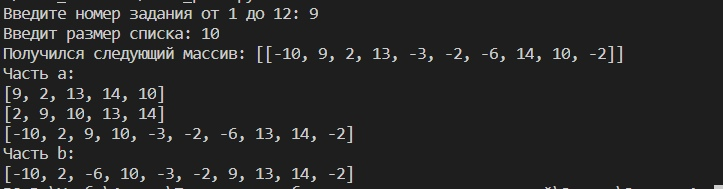 Введите номер задания от 1 до 12: 9
Введит размер списка: 10
Получился следующий массив: [[-10, 9, 2, 13, -3, -2, -6, 14, 10, -2]]
Часть a:
[9, 2, 13, 14, 10]
[2, 9, 10, 13, 14]
[-10, 2, 9, 10, -3, -2, -6, 13, 14, -2]
Часть b:
[-10, 2, -6, 10, -3, -2, 9, 13, 14, -2]